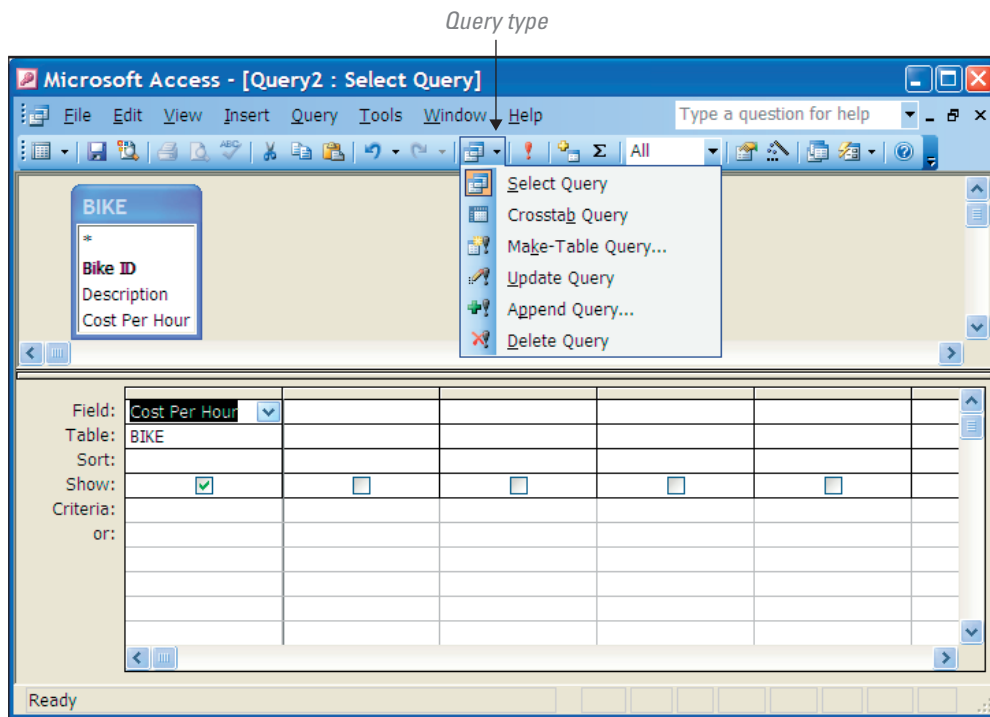 Query type
Microsoft Access - [Query2 : Select Query]
File Edit View Insert Query Tools Window Help Type a question for help
ABC Σ All
BIKE
*
Bike ID
Description
Cost Per Hour
Select Query
Crosstab Query
Make-Table Query...
Update Query
Append Query...
Delete Query
Field: Cost Per Hour
Table: BIKE
Sort:
Show:
Criteria:
or:
Ready